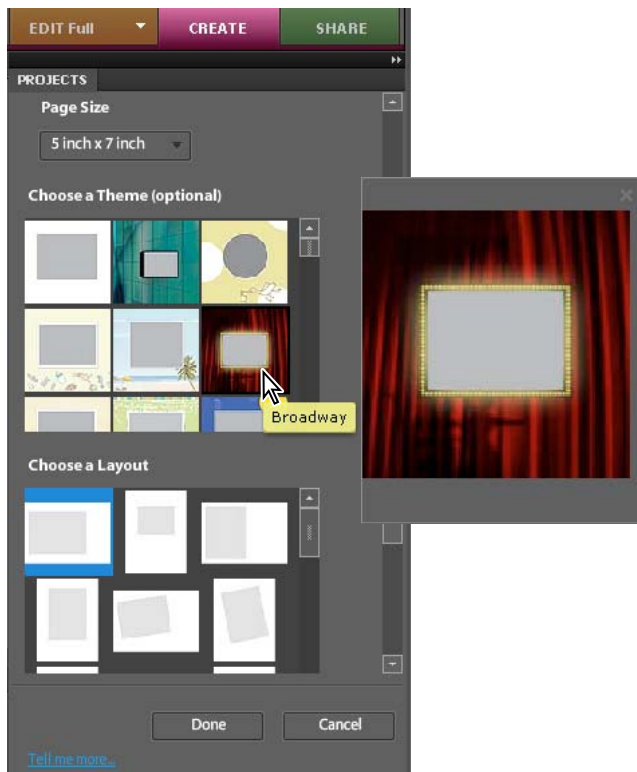 EDIT Full CREATE SHARE
PROJECTS
Page Size
5 inch x 7 inch
Choose a Theme (optional)
Broadway
Choose a Layout
Done Cancel
Tell me more...